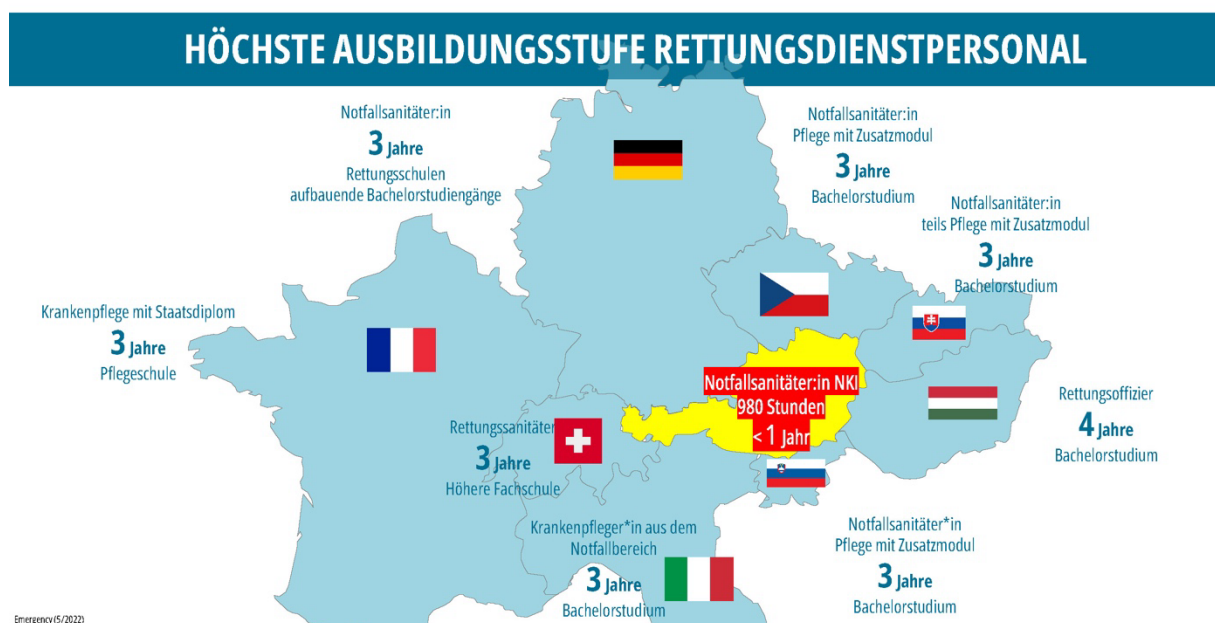 HÖCHSTE AUSBILDUNGSSTUFE RETTUNGSDIENSTPERSONAL
Notfallsanitäter:in
3 Jahre
Rettungsschulen
aufbauende Bachelorstudiengänge
Notfallsanitäter:in
Pflege mit Zusatzmodul
3 Jahre
Bachelorstudium
Notfallsanitäter:in
teils Pflege mit Zusatzmodul
3 Jahre
Bachelorstudium
Krankenpflege mit Staatsdiplom
3 Jahre
Pflegeschule
Notfallsanitäter:in NKI
980 Stunden
< 1 Jahr
Rettungsoffizier
4 Jahre
Bachelorstudium
Rettungssanitäter
3 Jahre
Höhere Fachschule
Krankenpfleger*in aus dem
Notfallbereich
3 Jahre
Bachelorstudium
Notfallsanitäter*in
Pflege mit Zusatzmodul
3 Jahre
Bachelorstudium
Emergency (5/2022)